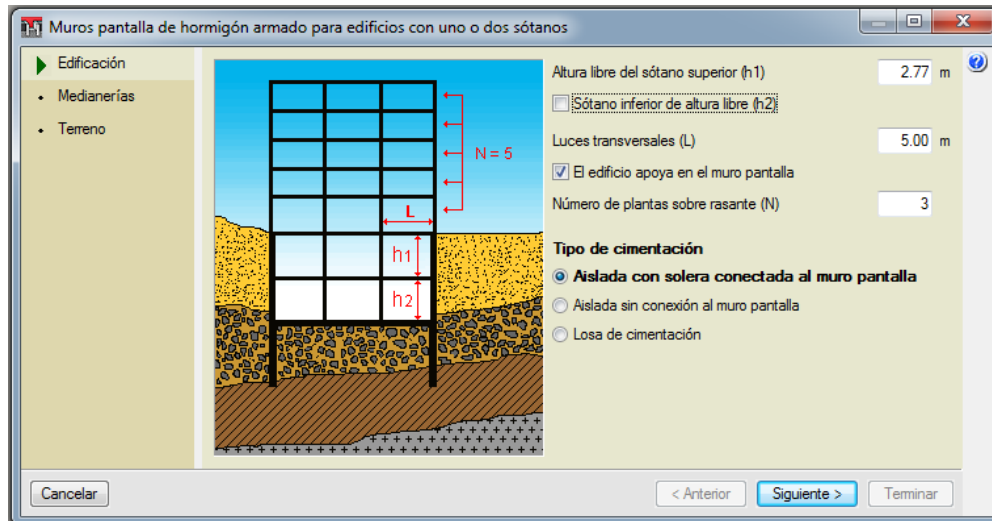 Muros pantalla de hormigón armado para edificios con uno o dos sótanos
Edificación
Medianerías
Terreno
N = 5
L
h1
h2
Altura libre del sótano superior (h1) 2.77 m
Sótano inferior de altura libre (h2)
Luces transversales (L) 5.00 m
El edificio apoya en el muro pantalla
Número de plantas sobre rasante (N) 3
Tipo de cimentación
Aislada con solera conectada al muro pantalla
Aislada sin conexión al muro pantalla
Losa de cimentación
Cancelar
< Anterior
Siguiente >
Terminar